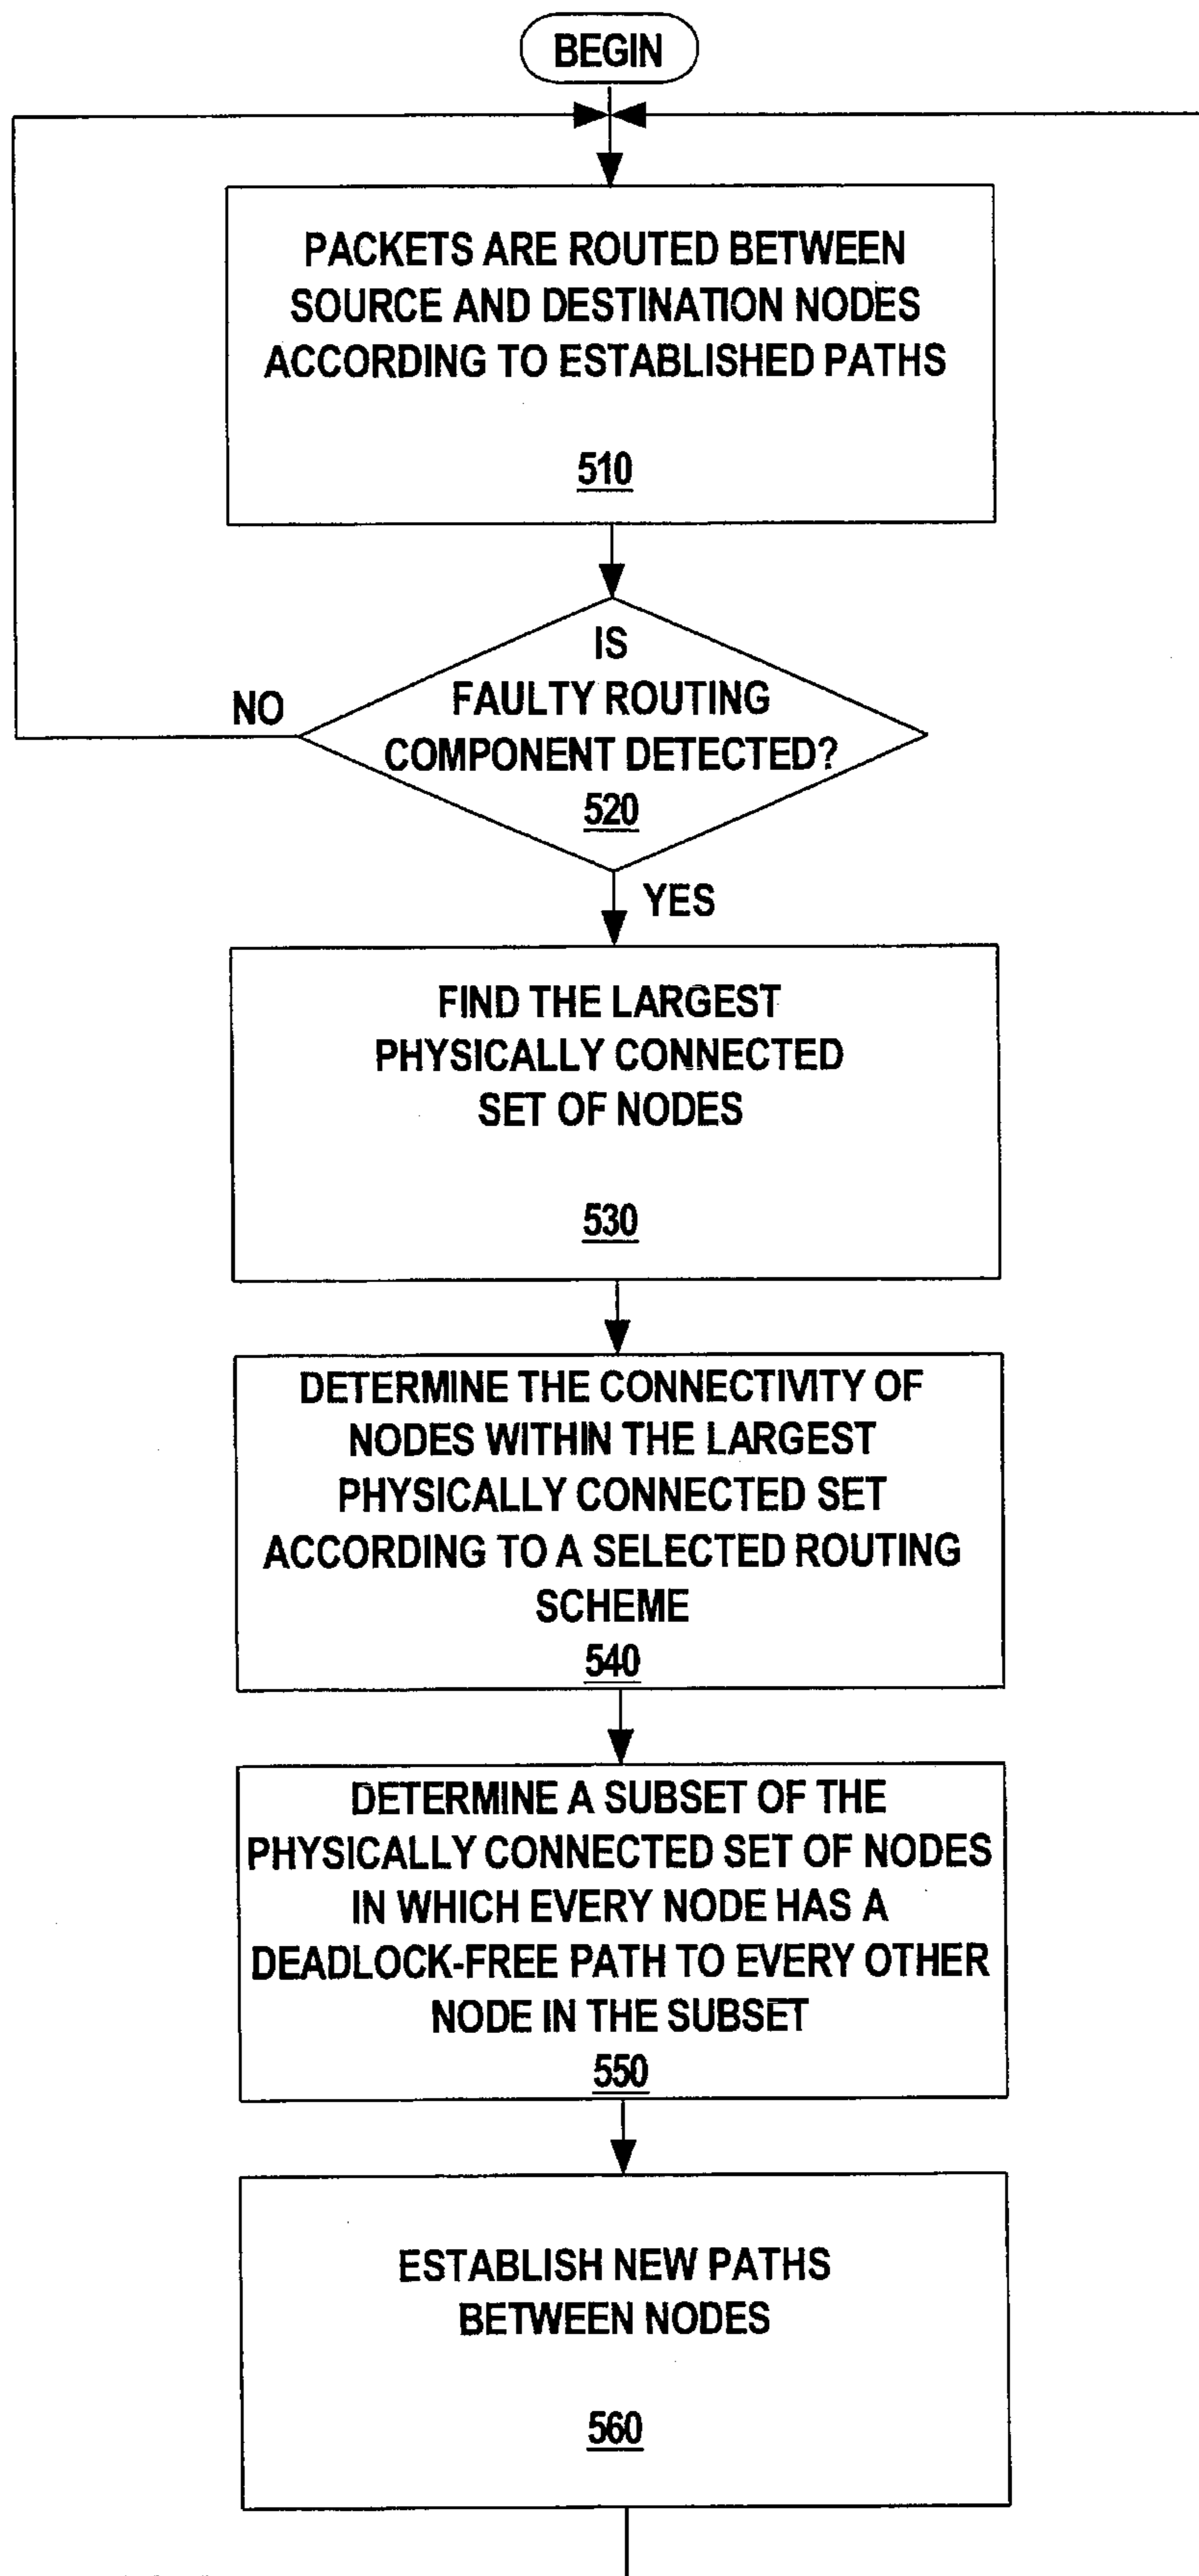 BEGIN
PACKETS ARE ROUTED BETWEEN
SOURCE AND DESTINATION NODES
ACCORDING TO ESTABLISHED PATHS
510
IS
FAULTY ROUTING
COMPONENT DETECTED?
520
NO
YES
FIND THE LARGEST
PHYSICALLY CONNECTED
SET OF NODES
530
DETERMINE THE CONNECTIVITY OF
NODES WITHIN THE LARGEST
PHYSICALLY CONNECTED SET
ACCORDING TO A SELECTED ROUTING
SCHEME
540
DETERMINE A SUBSET OF THE
PHYSICALLY CONNECTED SET OF NODES
IN WHICH EVERY NODE HAS A
DEADLOCK-FREE PATH TO EVERY OTHER
NODE IN THE SUBSET
550
ESTABLISH NEW PATHS
BETWEEN NODES
560